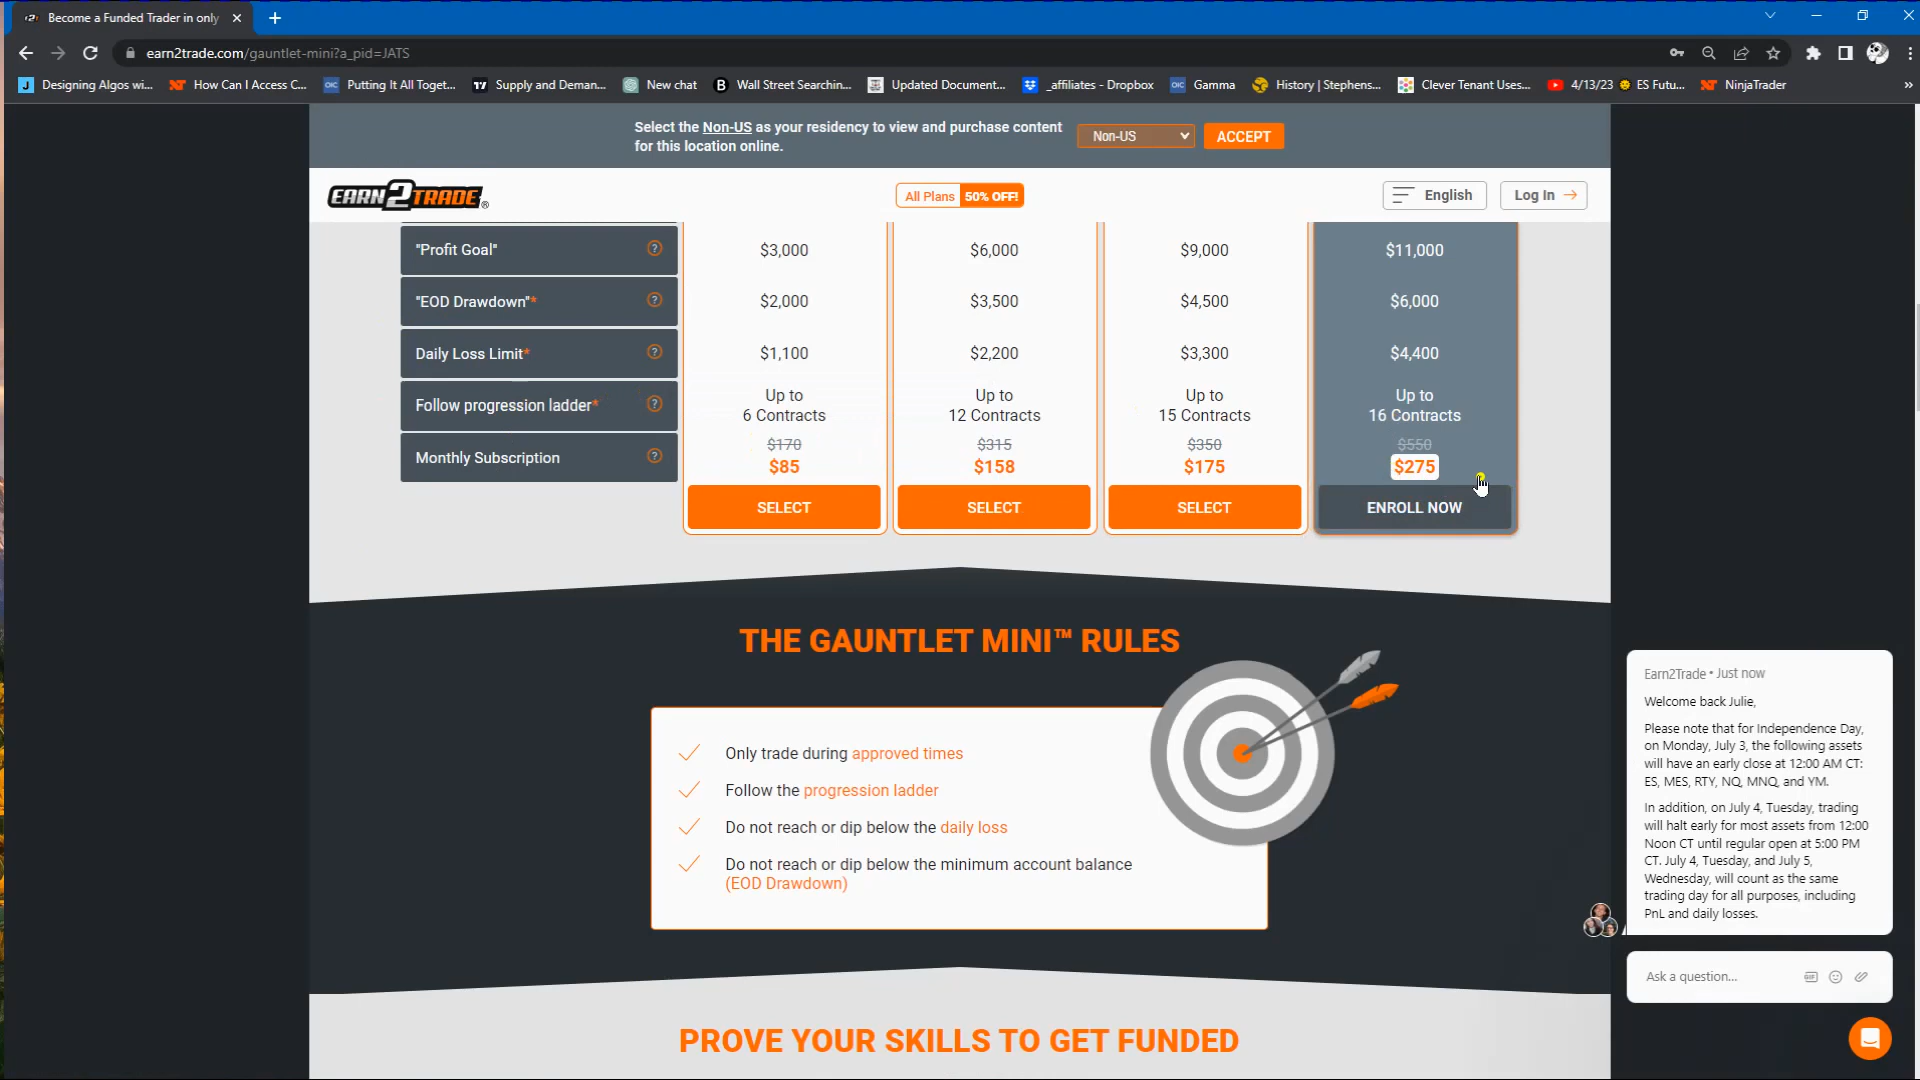 Become a Funded Trader in only
earn2trade.com/gauntlet-mini?a_pid=JATS
Designing Algos wi...
How Can I Access C...
Putting It All Toget...
Supply and Deman...
New chat
Wall Street Searchin...
Updated Document...
_affiliates - Dropbox
Gamma
History | Stephens...
Clever Tenant Uses...
4/13/23
ES Futu...
NinjaTrader
Select the Non-US as your residency to view and purchase content
for this location online.
Non-US
ACCEPT
EARN2TRADE®
All Plans 50% OFF!
English
Log In
"Profit Goal" $3,000 $6,000 $9,000 $11,000
"EOD Drawdown"* $2,000 $3,500 $4,500 $6,000
Daily Loss Limit* $1,100 $2,200 $3,300 $4,400
Follow progression ladder*
Up to
6 Contracts
Up to
12 Contracts
Up to
15 Contracts
Up to
16 Contracts
Monthly Subscription
$170 $315 $350 $550
$85 $158 $175 $275
SELECT SELECT SELECT ENROLL NOW
THE GAUNTLET MINI™ RULES
Only trade during approved times
Follow the progression ladder
Do not reach or dip below the daily loss
Do not reach or dip below the minimum account balance
(EOD Drawdown)
PROVE YOUR SKILLS TO GET FUNDED
Earn2Trade • Just now
Welcome back Julie,
Please note that for Independence Day,
on Monday, July 3, the following assets
will have an early close at 12:00 AM CT:
ES, MES, RTY, NQ, MNQ, and YM.
In addition, on July 4, Tuesday, trading
will halt early for most assets from 12:00
Noon CT until regular open at 5:00 PM
CT. July 4, Tuesday, and July 5,
Wednesday, will count as the same
trading day for all purposes, including
PnL and daily losses.
Ask a question...
GIF